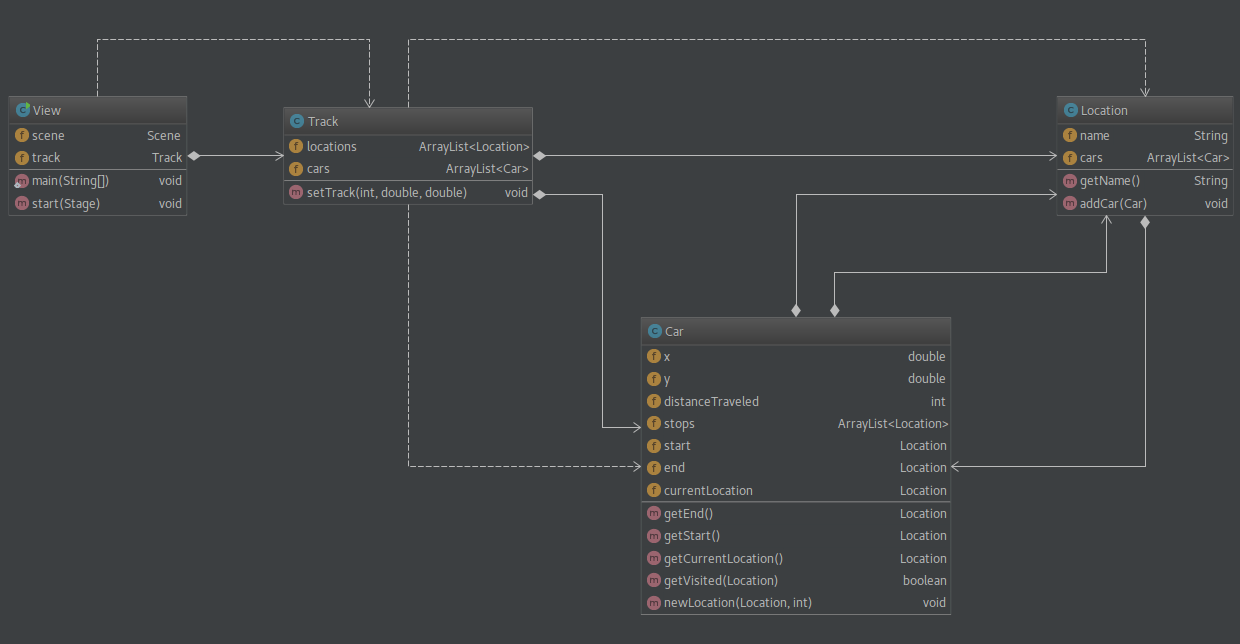 View
scene Scene
track Track
main(String[]) void
start(Stage) void
Track
locations ArrayList<Location>
cars ArrayList<Car>
setTrack(int, double, double) void
Location
name String
cars ArrayList<Car>
getName() String
addCar(Car) void
Car
x double
y double
distanceTraveled int
stops ArrayList<Location>
start Location
end Location
currentLocation Location
getEnd() Location
getStart() Location
getCurrentLocation() Location
getVisited(Location) boolean
newLocation(Location, int) void